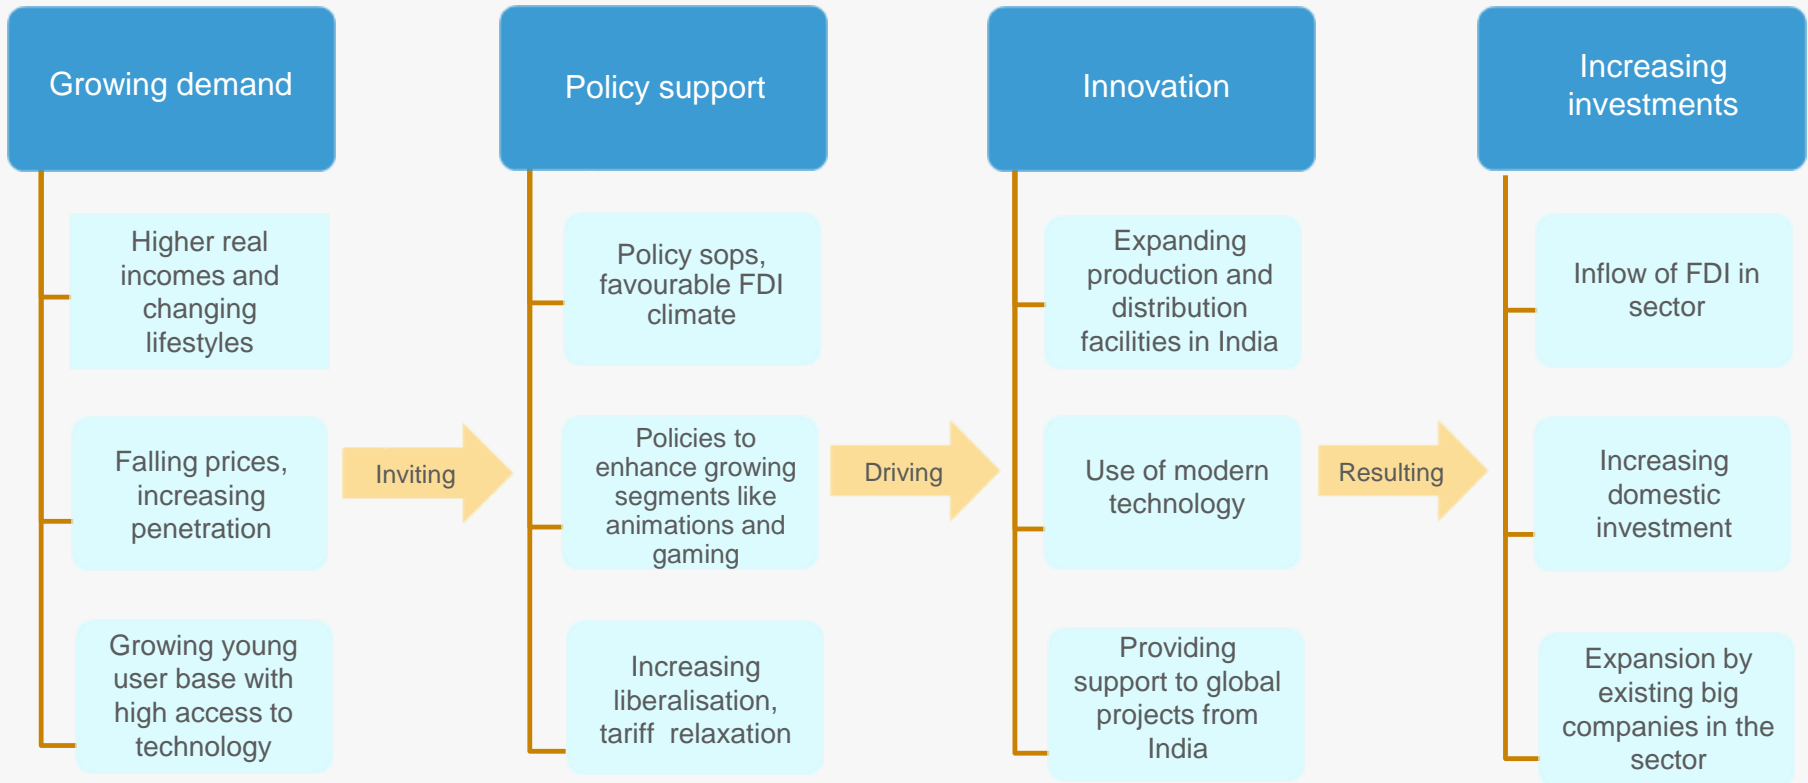 Growing demand
Higher real
incomes and
changing
lifestyles
Falling prices,
increasing
penetration
Growing young
user base with
high access to
technology
Inviting
Policy support
Policy sops,
favourable FDI
climate
Policies to
enhance growing
segments like
animations and
gaming
Increasing
liberalisation,
tariff relaxation
Driving
Innovation
Expanding
production and
distribution
facilities in India
Use of modern
technology
Providing
support to global
projects from
India
Resulting
Increasing
investments
Inflow of FDI in
sector
Increasing
domestic
investment
Expansion by
existing big
companies in the
sector